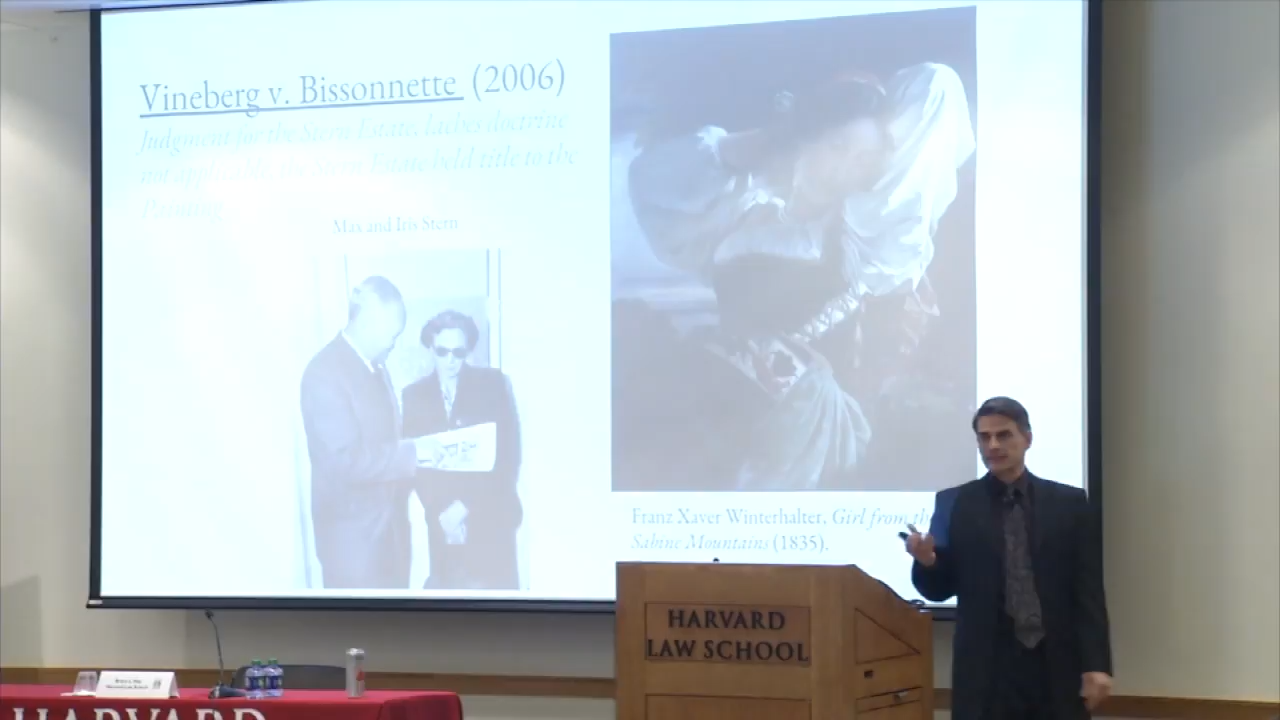 Vineberg v. Bissonnette (2006)
Judgment for the Stern Estate, laches doctrine
not applicable, the Stern Estate held title to the
Painting
Max and Iris Stern
Franz Xaver Winterhalter, Girl from th
Sabine Mountains (1835).
HARVARD
LAW SCHOOL
HARVARD